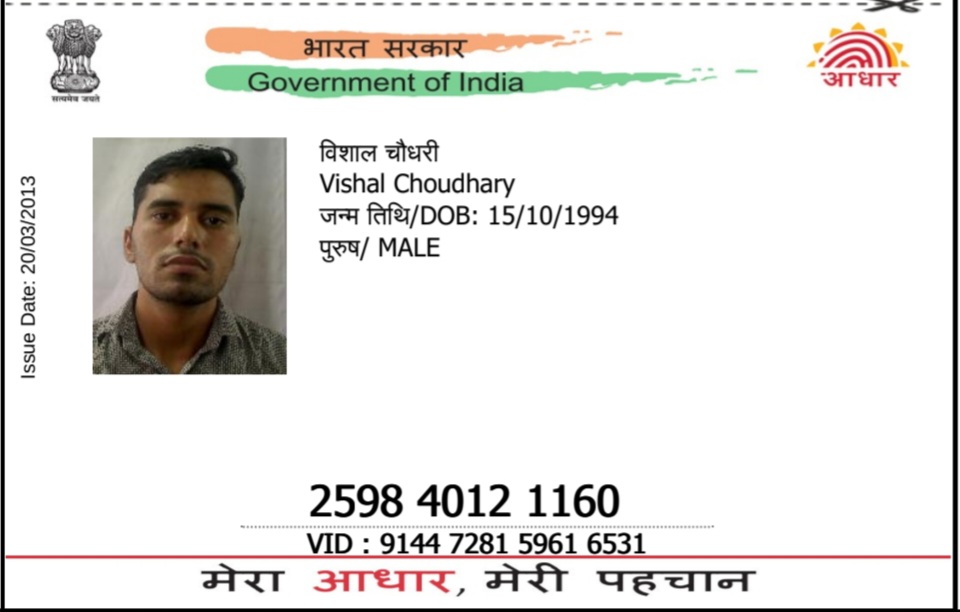 भारत सरकार
Government of India
सत्यमेव जयते
आधार
Issue Date: 20/03/2013
विशाल चौधरी
Vishal Choudhary
जन्म तिथि/DOB: 15/10/1994
पुरुष/ MALE
2598 4012 1160
VID : 9144 7281 5961 6531
मेरा आधार, मेरी पहचान